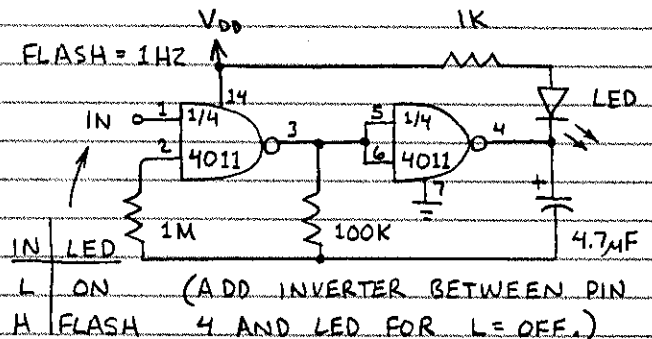 V_DD
1K
FLASH = 1HZ
14
LED
IN
1
1/4
4011
2
3
5
1/4
4011
6
4
7
+
1M
100K
4.7µF
IN LED
L ON (ADD INVERTER BETWEEN PIN
H FLASH 4 AND LED FOR L = OFF.)